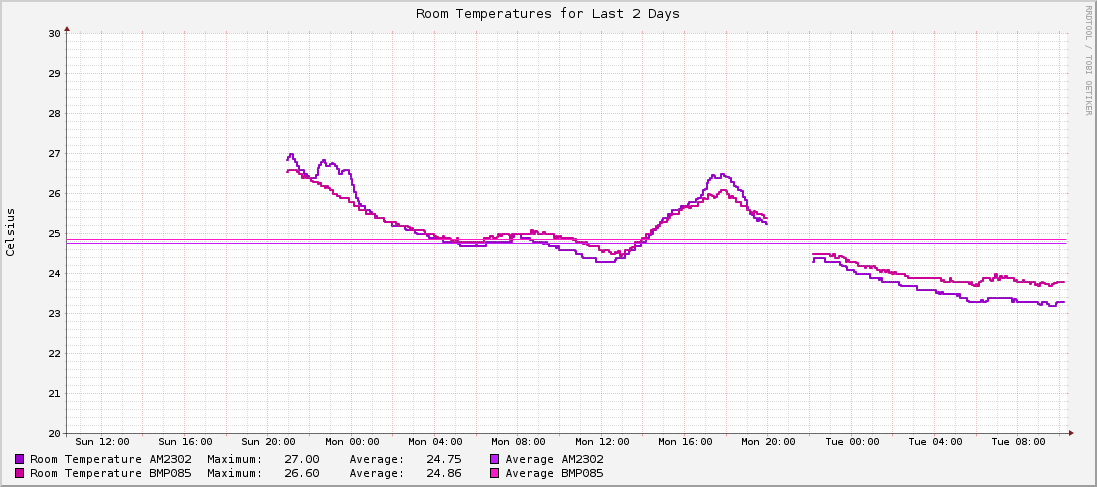 Room Temperatures for Last 2 Days
RRDTOOL / TOBI OETIKER
Celsius
30
29
28
27
26
25
24
23
22
21
20
Sun 12:00 Sun 16:00 Sun 20:00 Mon 00:00 Mon 04:00 Mon 08:00 Mon 12:00 Mon 16:00 Mon 20:00 Tue 00:00 Tue 04:00 Tue 08:00
Room Temperature AM2302 Maximum: 27.00 Average: 24.75 Average AM2302
Room Temperature BMP085 Maximum: 26.60 Average: 24.86 Average BMP085